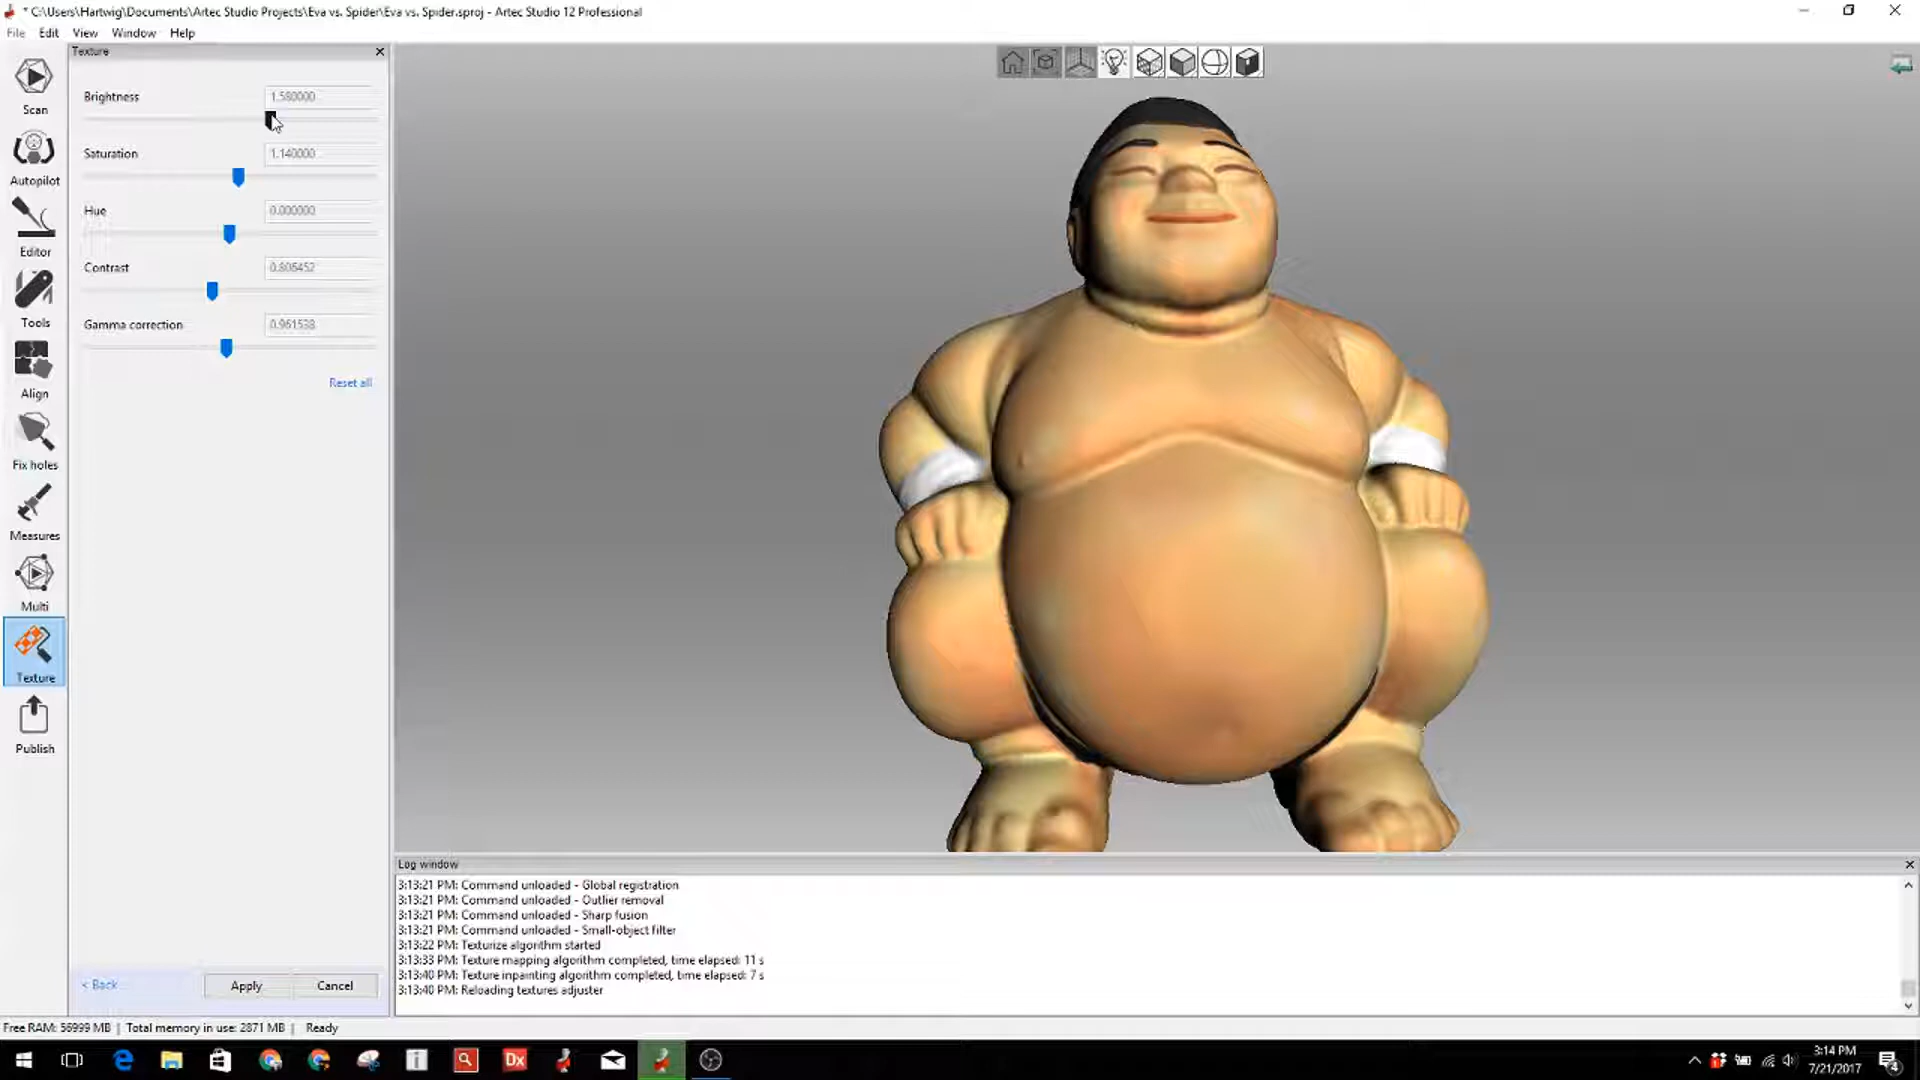 * C:\Users\Hartwig\Documents\Artec Studio Projects\Eva vs. Spider\Eva vs. Spider.sproj - Artec Studio 12 Professional
File Edit View Window Help
Texture
Brightness 1.580000
Saturation 1.140000
Hue 0.000000
Contrast 0.806452
Gamma correction 0.961538
Reset all
Scan
Autopilot
Editor
Tools
Align
Fix holes
Measures
Multi
Texture
Publish
< Back Apply Cancel
Log window
3:13:21 PM: Command unloaded - Global registration
3:13:21 PM: Command unloaded - Outlier removal
3:13:21 PM: Command unloaded - Sharp fusion
3:13:21 PM: Command unloaded - Small-object filter
3:13:22 PM: Texturize algorithm started
3:13:33 PM: Texture mapping algorithm completed, time elapsed: 11 s
3:13:40 PM: Texture inpainting algorithm completed, time elapsed: 7 s
3:13:40 PM: Reloading textures adjuster
Free RAM: 56999 MB | Total memory in use: 2871 MB | Ready
Dx
3:14 PM
7/21/2017
4